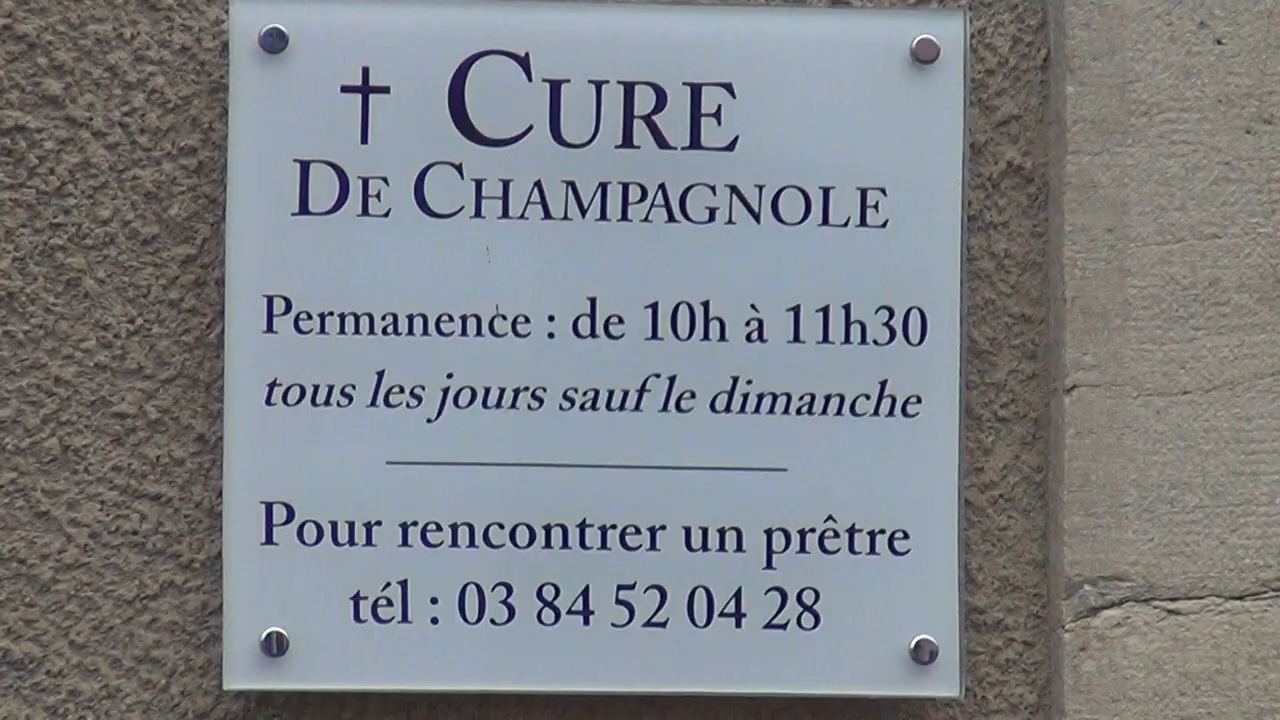 † CURE
DE CHAMPAGNOLE
Permanence : de 10h à 11h30
tous les jours sauf le dimanche
Pour rencontrer un prêtre
tél : 03 84 52 04 28